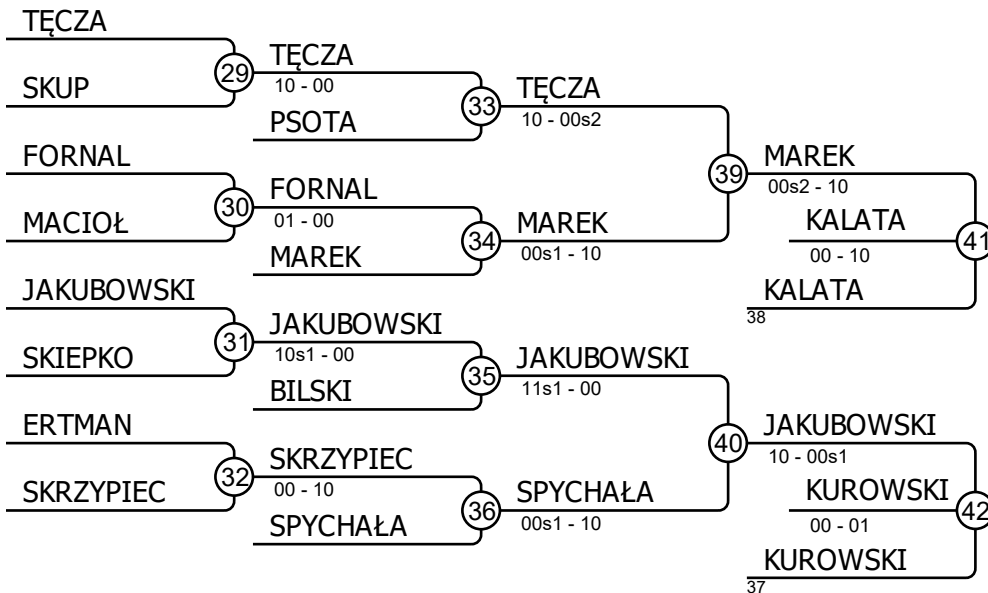 TĘCZA
SKUP
29
TĘCZA
10 - 00
PSOTA
33
TĘCZA
10 - 00s2
FORNAL
MACIOŁ
30
FORNAL
01 - 00
MAREK
34
MAREK
00s1 - 10
39
MAREK
00s2 - 10
KALATA
00 - 10
KALATA
38
41
JAKUBOWSKI
SKIEPKO
31
JAKUBOWSKI
10s1 - 00
BILSKI
35
JAKUBOWSKI
11s1 - 00
ERTMAN
SKRZYPIEC
32
SKRZYPIEC
00 - 10
SPYCHAŁA
36
SPYCHAŁA
00s1 - 10
40
JAKUBOWSKI
10 - 00s1
KUROWSKI
00 - 01
KUROWSKI
37
42